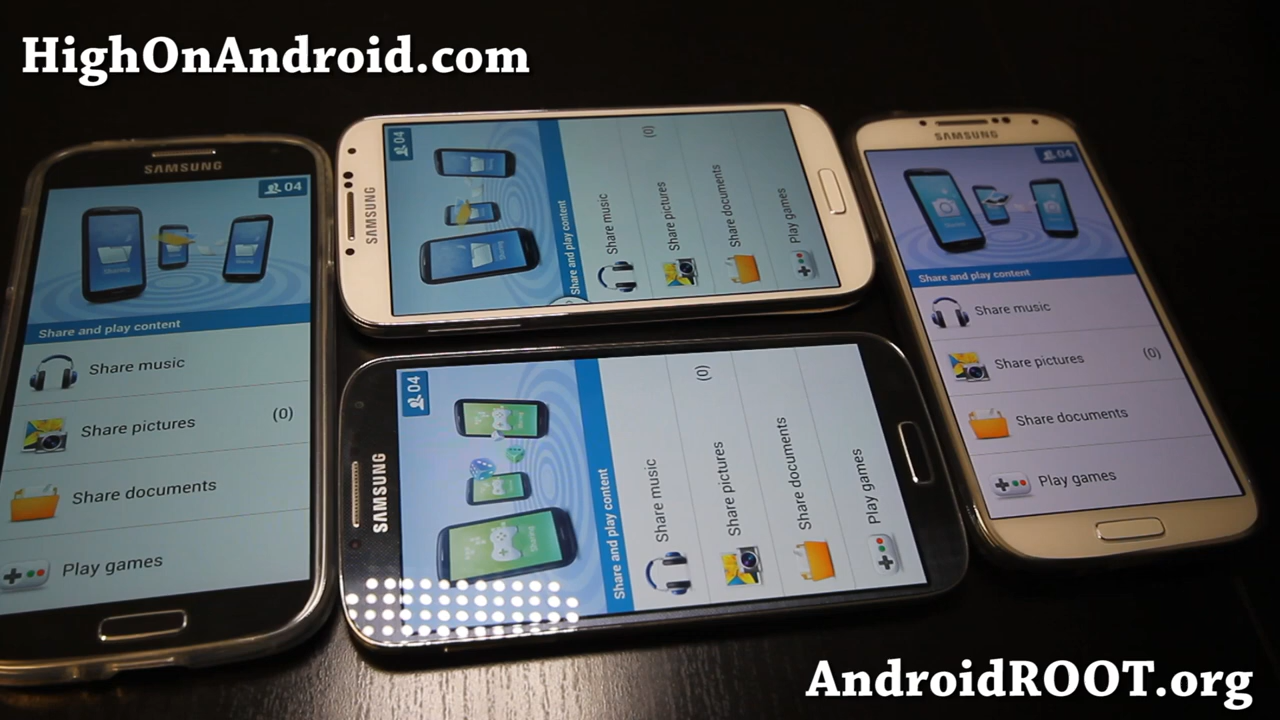 HighOnAndroid.com
SAMSUNG
04
Sharing
Share and play content
Share music
Share pictures (0)
Share documents
Play games
SAMSUNG
04
Sharing
Share and play content
Share music
Share pictures (0)
Share documents
Play games
SAMSUNG
04
Sharing
Share and play content
Share music
Share pictures (0)
Share documents
Play games
SAMSUNG
04
Share and play content
Share music
Share pictures (0)
Share documents
Play games
AndroidROOT.org